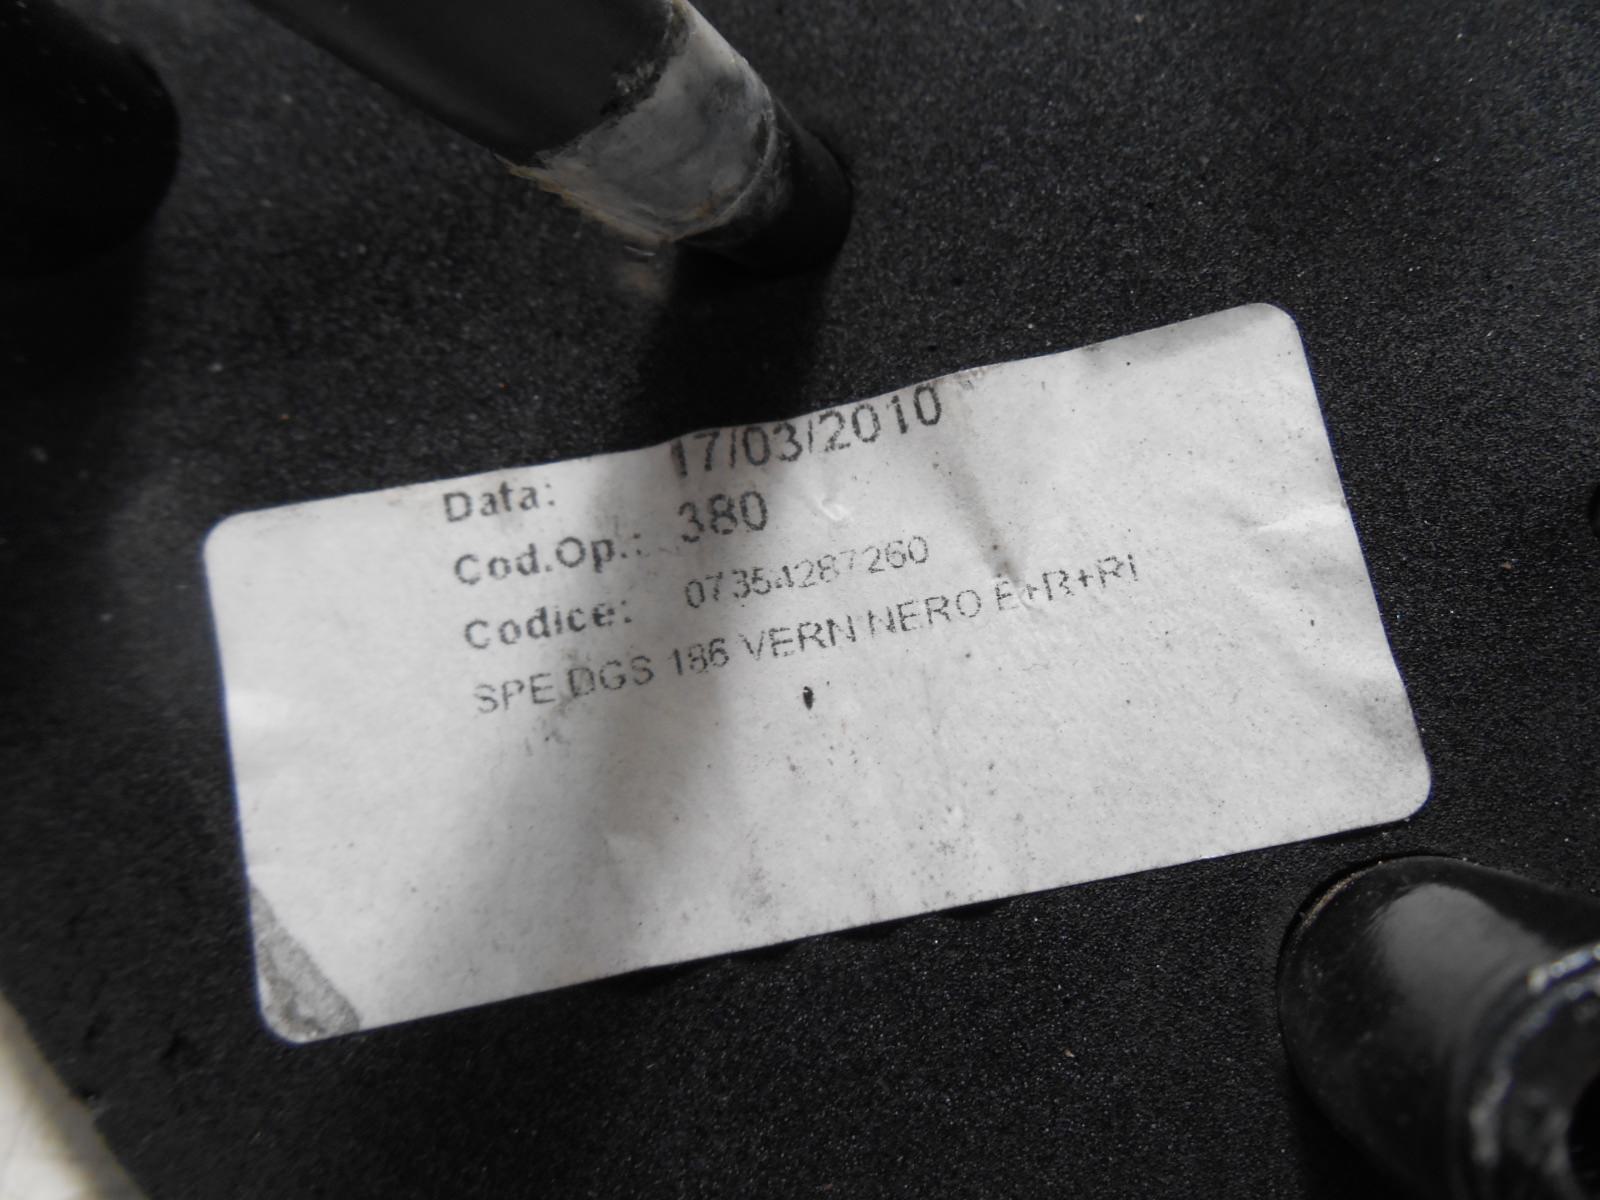 Data: 17/03/2010
Cod.Op.: 380
Codice: 07354287260
SPE DGS 186 VERN NERO E+R+RI